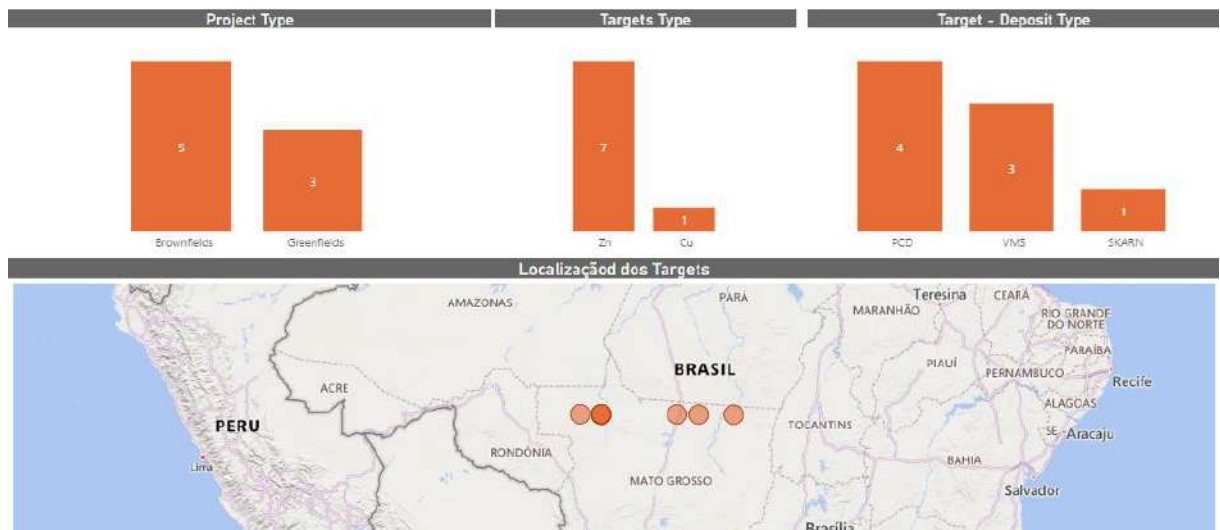 Project Type
5
3
Brownfields
Greenfields
Targets Type
7
1
Zn
Cu
Target - Deposit Type
4
3
1
PCD
VMS
SKARN
Localizaçãod dos Targets
AMAZONAS
PARÁ
MARANHÃO
Teresina
CEARÁ
RIO GRANDE
DO NORTE
PARAÍBA
PIAUÍ
PERNAMBUCO
Recife
BRASIL
ACRE
ALAGOAS
PERU
TOCANTINS
SE
Aracaju
RONDÔNIA
BAHIA
Lima
MATO GROSSO
Salvador
Brasília